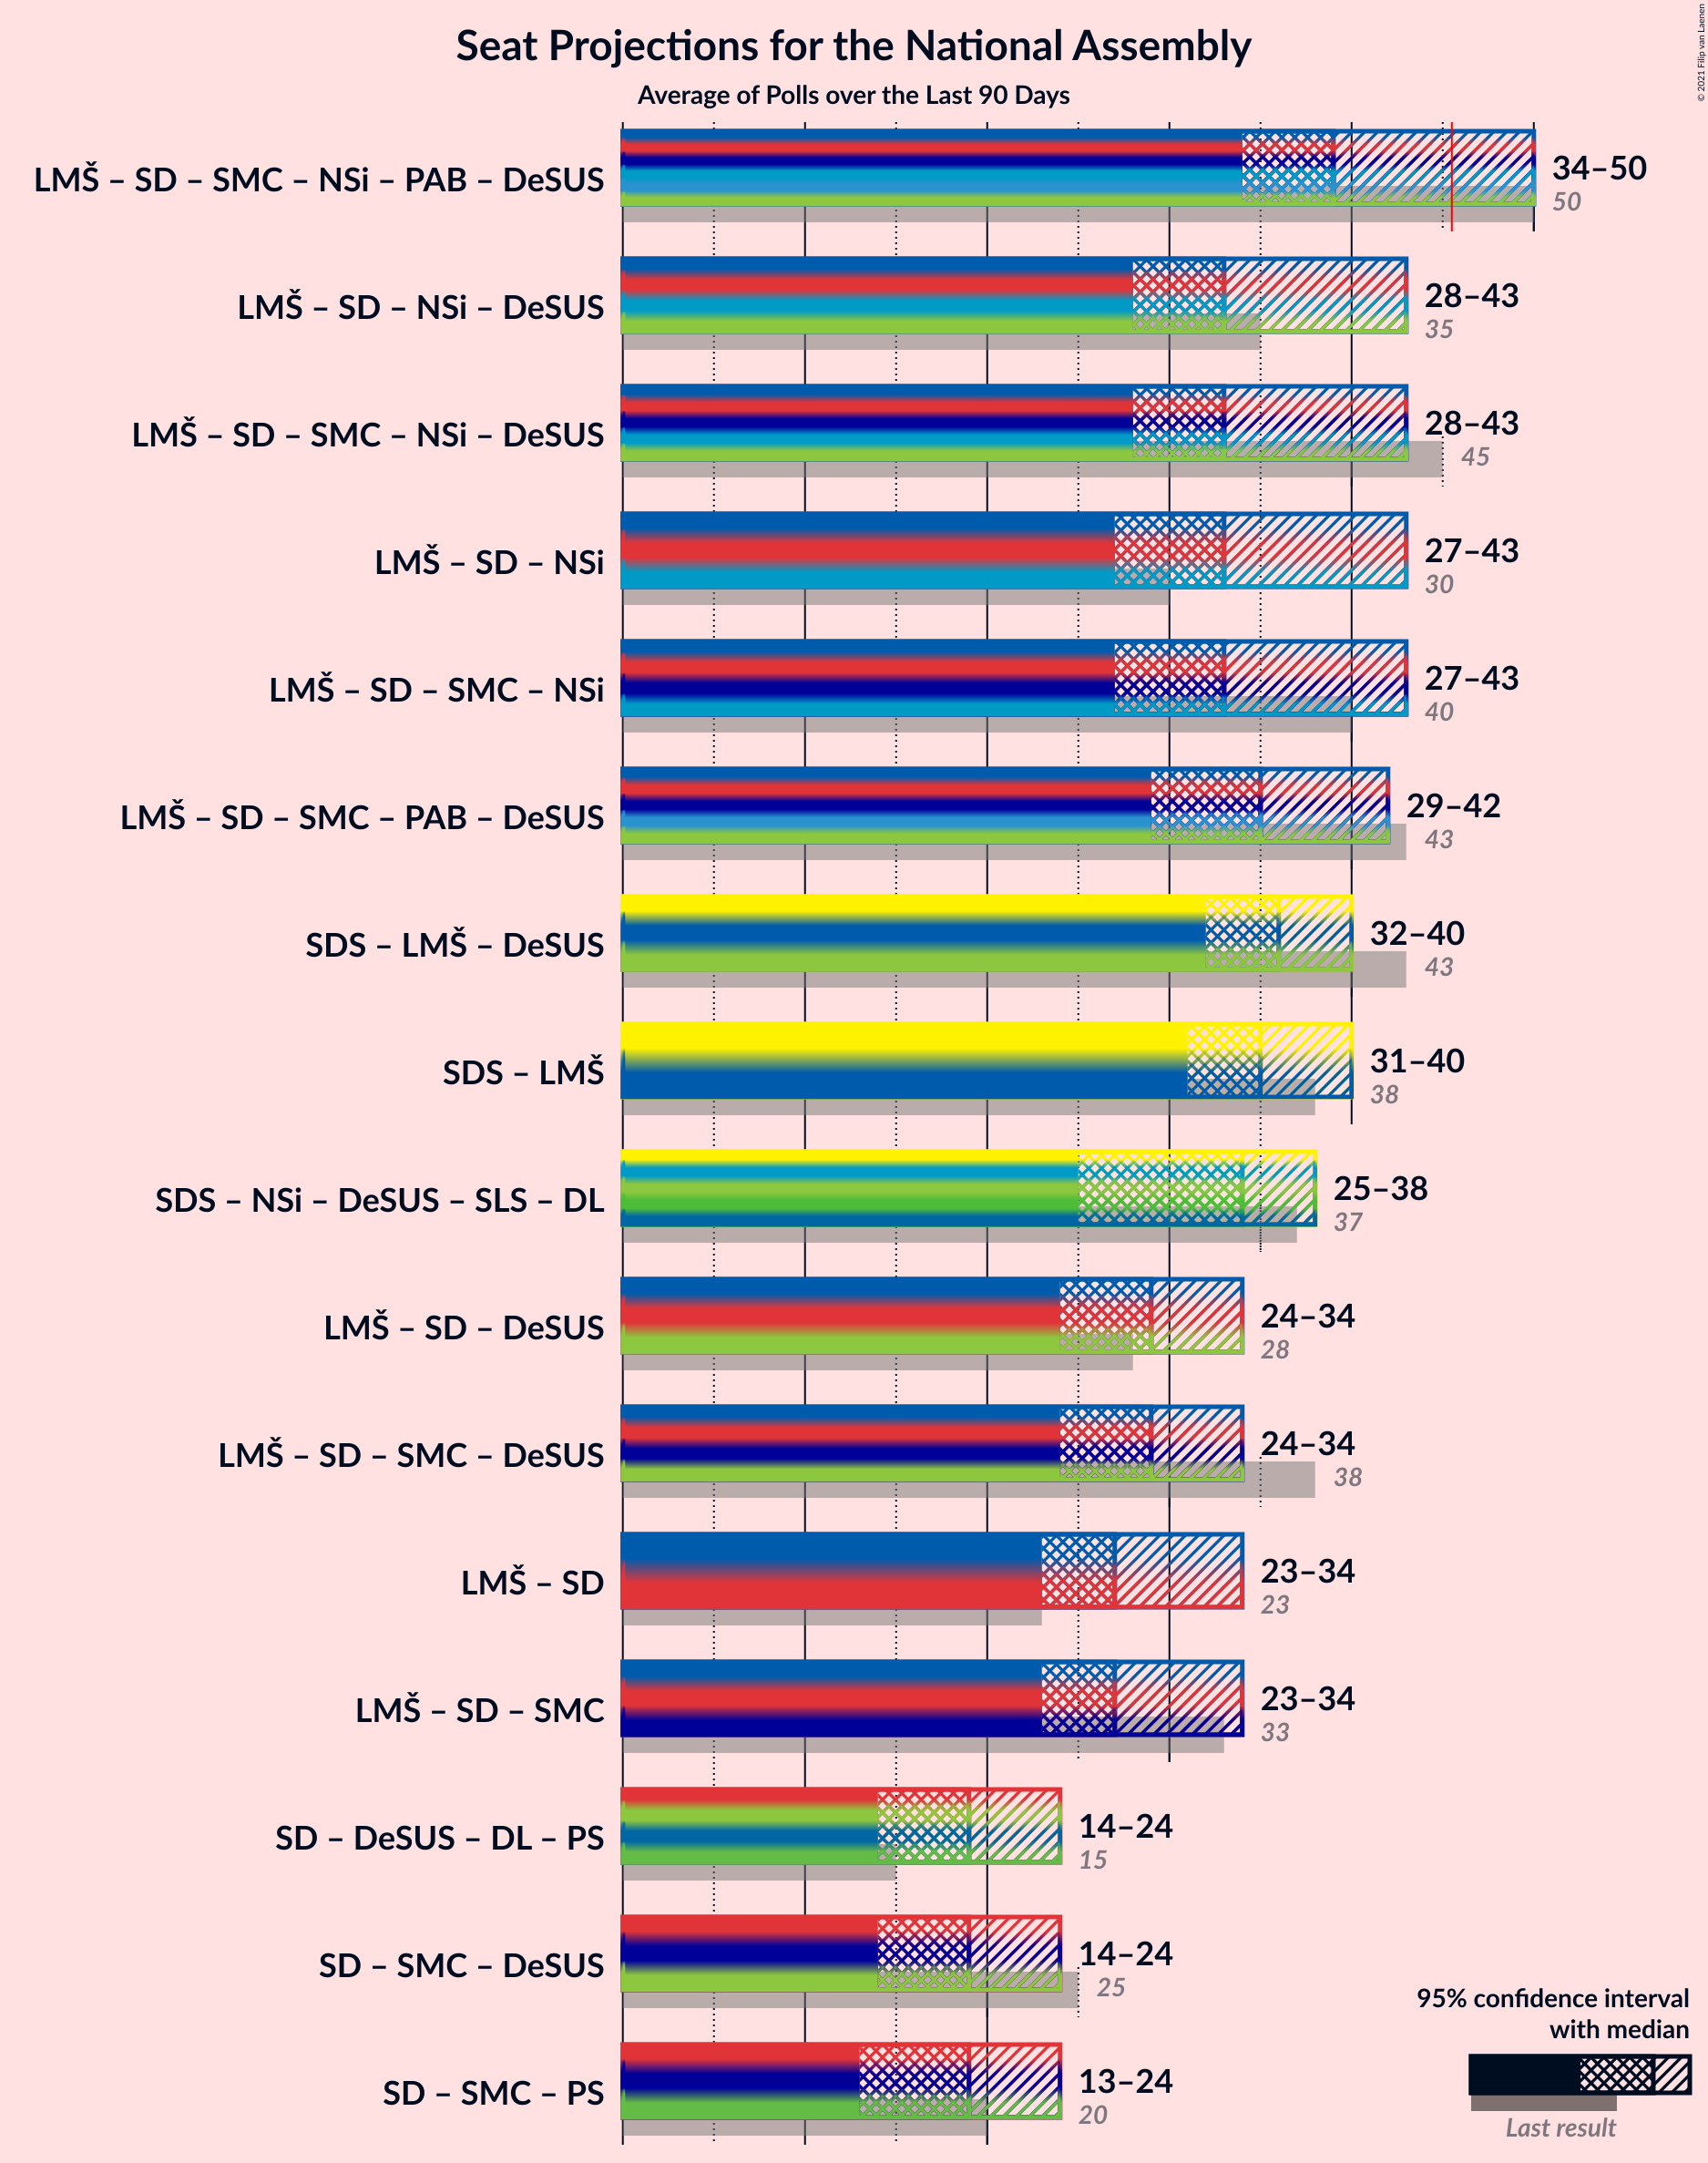 Seat Projections for the National Assembly
Average of Polls over the Last 90 Days
© 2021 Filip van Laenen
LMŠ – SD – SMC – NSi – PAB – DeSUS
34–50
50
LMŠ – SD – NSi – DeSUS
28–43
35
LMŠ – SD – SMC – NSi – DeSUS
28–43
45
LMŠ – SD – NSi
27–43
30
LMŠ – SD – SMC – NSi
27–43
40
LMŠ – SD – SMC – PAB – DeSUS
29–42
43
SDS – LMŠ – DeSUS
32–40
43
SDS – LMŠ
31–40
38
SDS – NSi – DeSUS – SLS – DL
25–38
37
LMŠ – SD – DeSUS
24–34
28
LMŠ – SD – SMC – DeSUS
24–34
38
LMŠ – SD
23–34
23
LMŠ – SD – SMC
23–34
33
SD – DeSUS – DL – PS
14–24
15
SD – SMC – DeSUS
14–24
25
SD – SMC – PS
13–24
20
95% confidence interval
with median
Last result